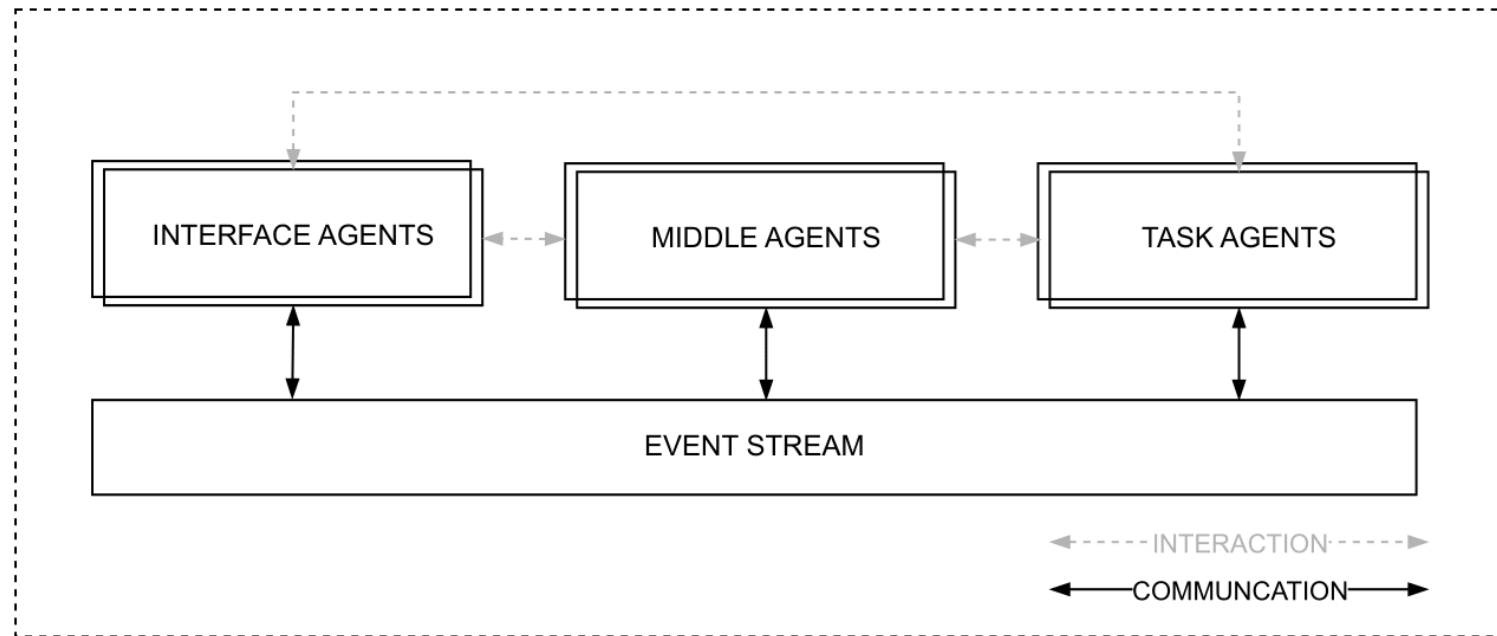 INTERFACE AGENTS
MIDDLE AGENTS
TASK AGENTS
EVENT STREAM
INTERACTION
COMMUNCATION